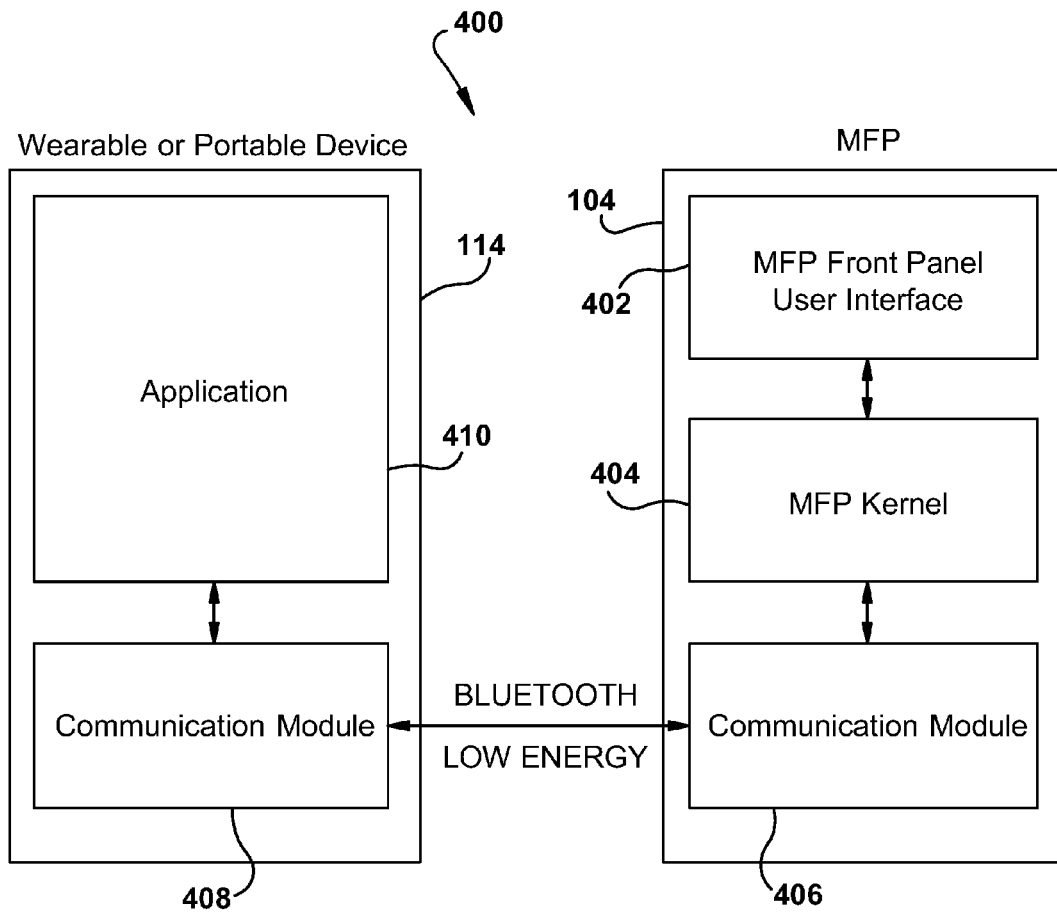 400
Wearable or Portable Device
MFP
104
114
MFP Front Panel
User Interface
402
Application
410
404
MFP Kernel
BLUETOOTH
Communication Module
Communication Module
LOW ENERGY
408
406